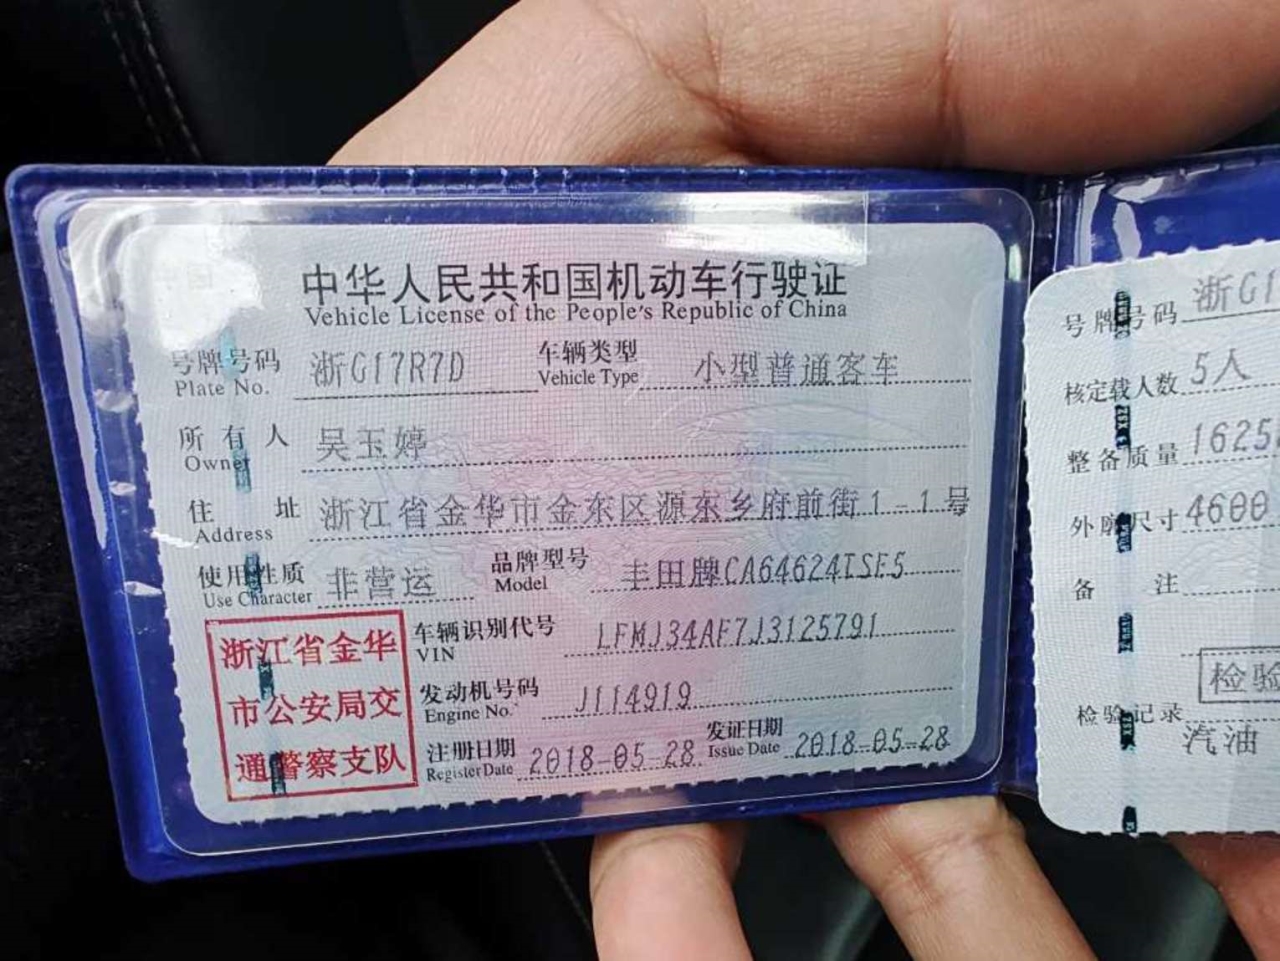 中华人民共和国机动车行驶证
Vehicle License of the People's Republic of China
号牌号码 浙G17R7D 车辆类型 小型普通客车
Plate No. Vehicle Type
所有人 吴玉婷
Owner
住址 浙江省金华市金东区源东乡府前街1-1号
Address
使用性质 非营运 品牌型号 丰田牌CA64624TSE5
Use Character Model
车辆识别代号 LFMJ34AF7J3125791
VIN
发动机号码 J114919
Engine No.
注册日期 2018-05-28 发证日期 2018-05-28
Register Date Issue Date
浙江省金华
市公安局交
通警察支队
号牌号码 浙G1
核定载人数 5人
整备质量 1625
外廓尺寸 4600
备注
检验
检验记录
汽油